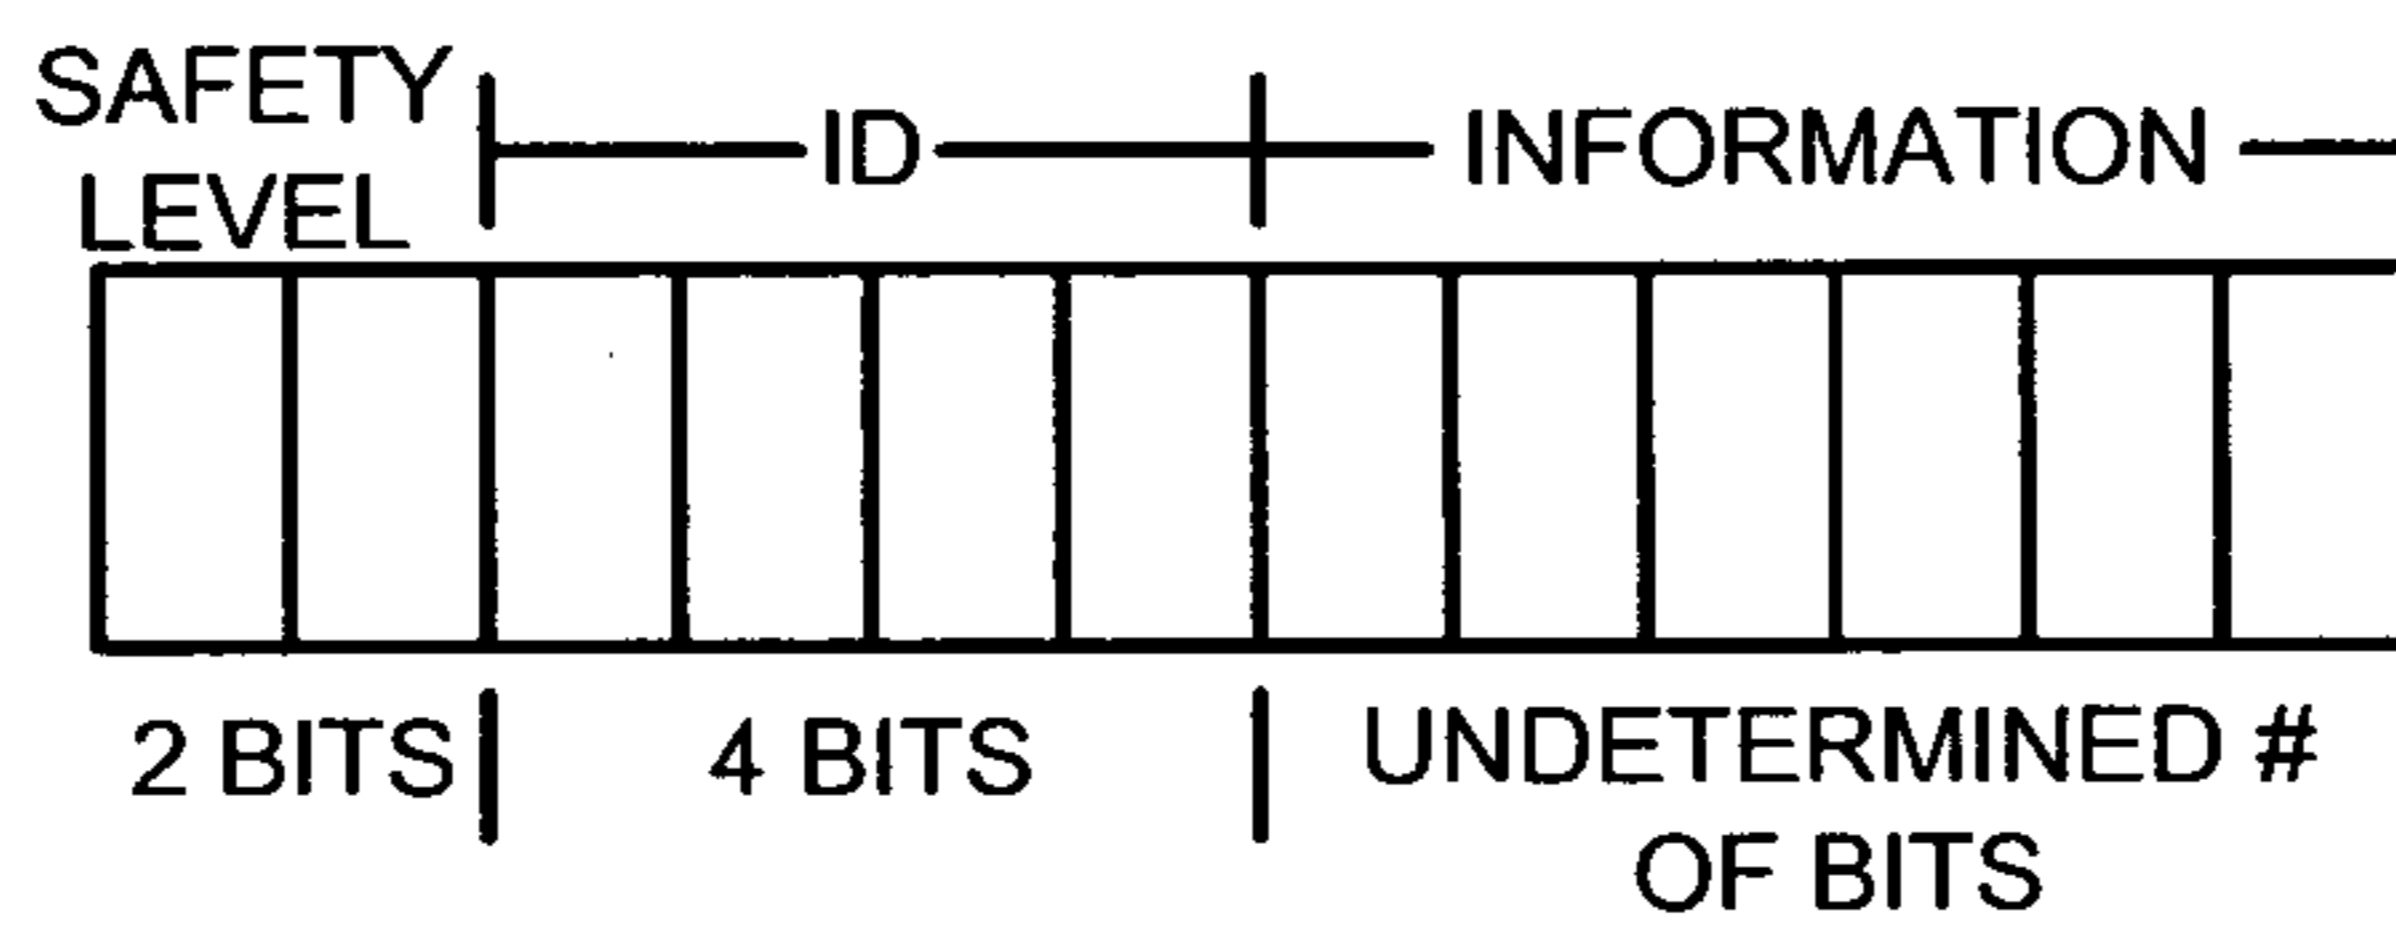 SAFETY
LEVEL
ID
INFORMATION
2 BITS
4 BITS
UNDETERMINED #
OF BITS